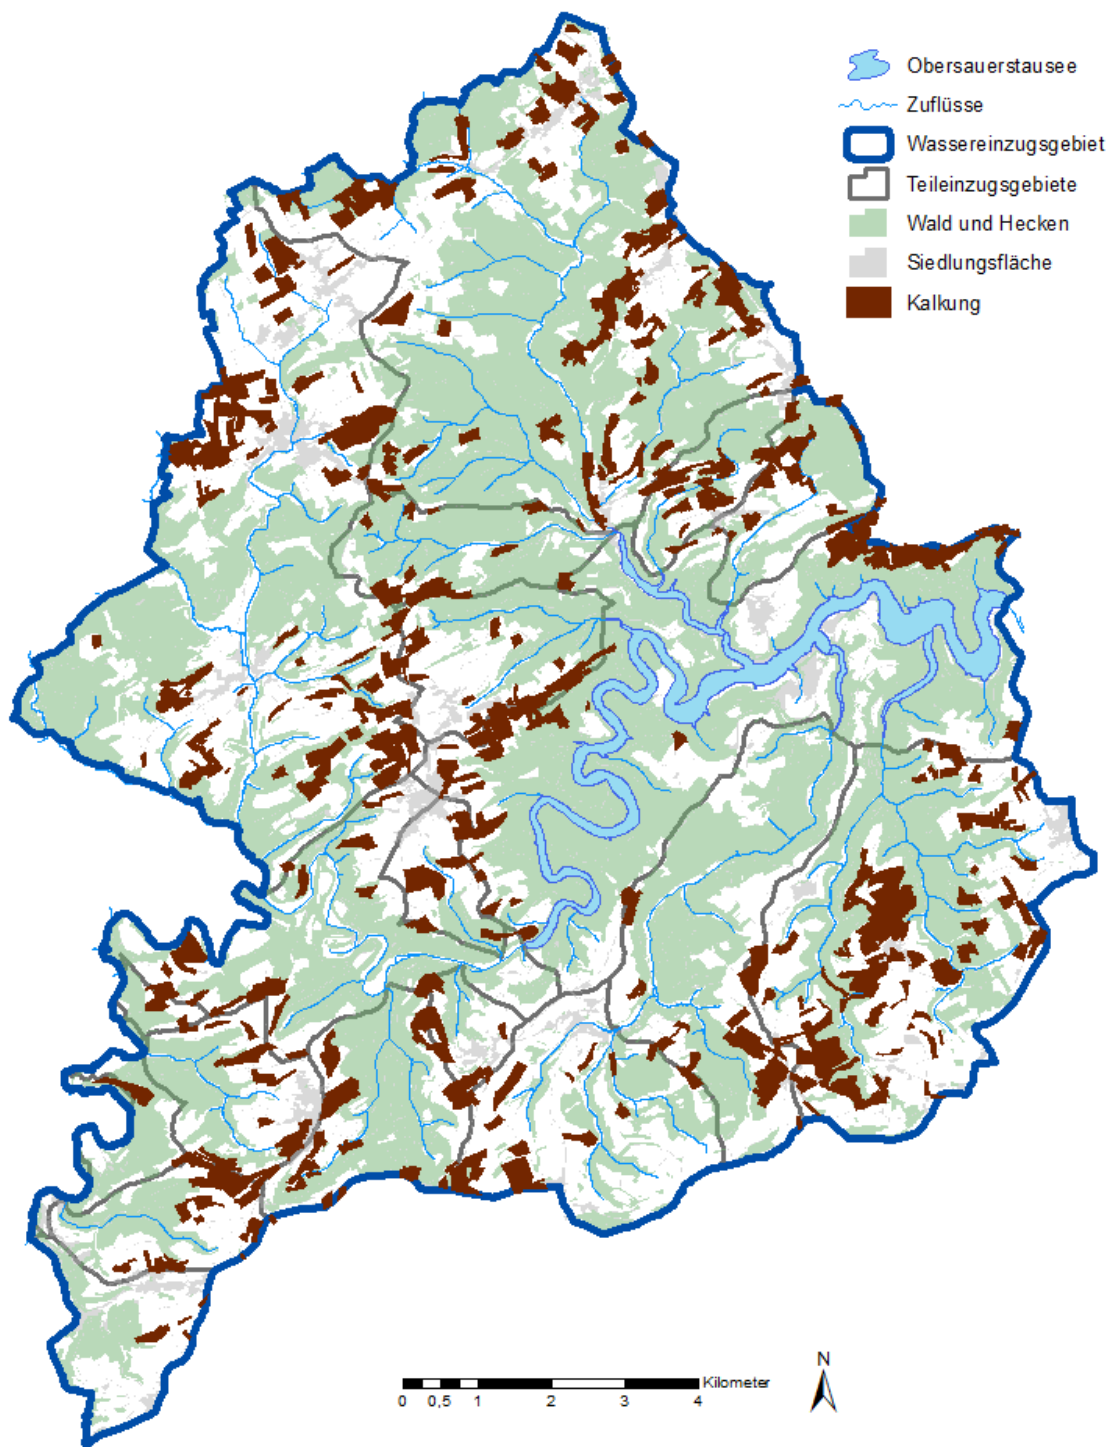 Obersauerstausee
Zuflüsse
Wassereinzugsgebiet
Teileinzugsgebiete
Wald und Hecken
Siedlungsfläche
Kalkung
N
Kilometer
0 0,5 1 2 3 4